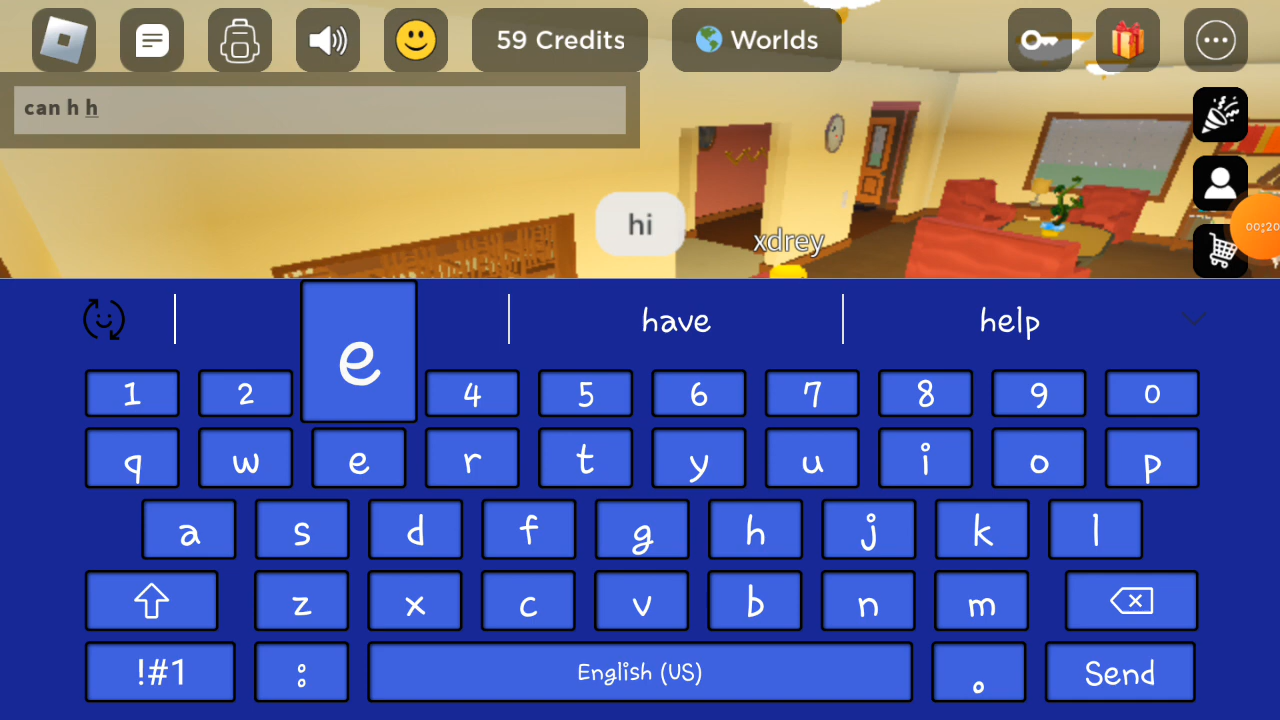 59 Credits
Worlds
can h h
hi
xdrey
00:20
have
help
e
1 2 4 5 6 7 8 9 0
q w e r t y u i o p
a s d f g h j k l
z x c v b n m
!#1 : English (US) . Send